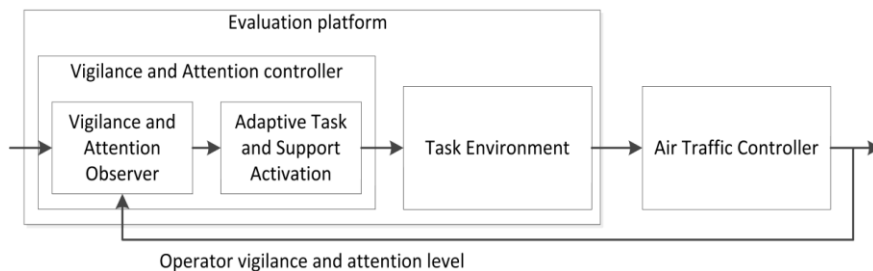 Evaluation platform
Vigilance and Attention controller
Vigilance and
Attention
Observer
Adaptive Task
and Support
Activation
Task Environment
Air Traffic Controller
Operator vigilance and attention level